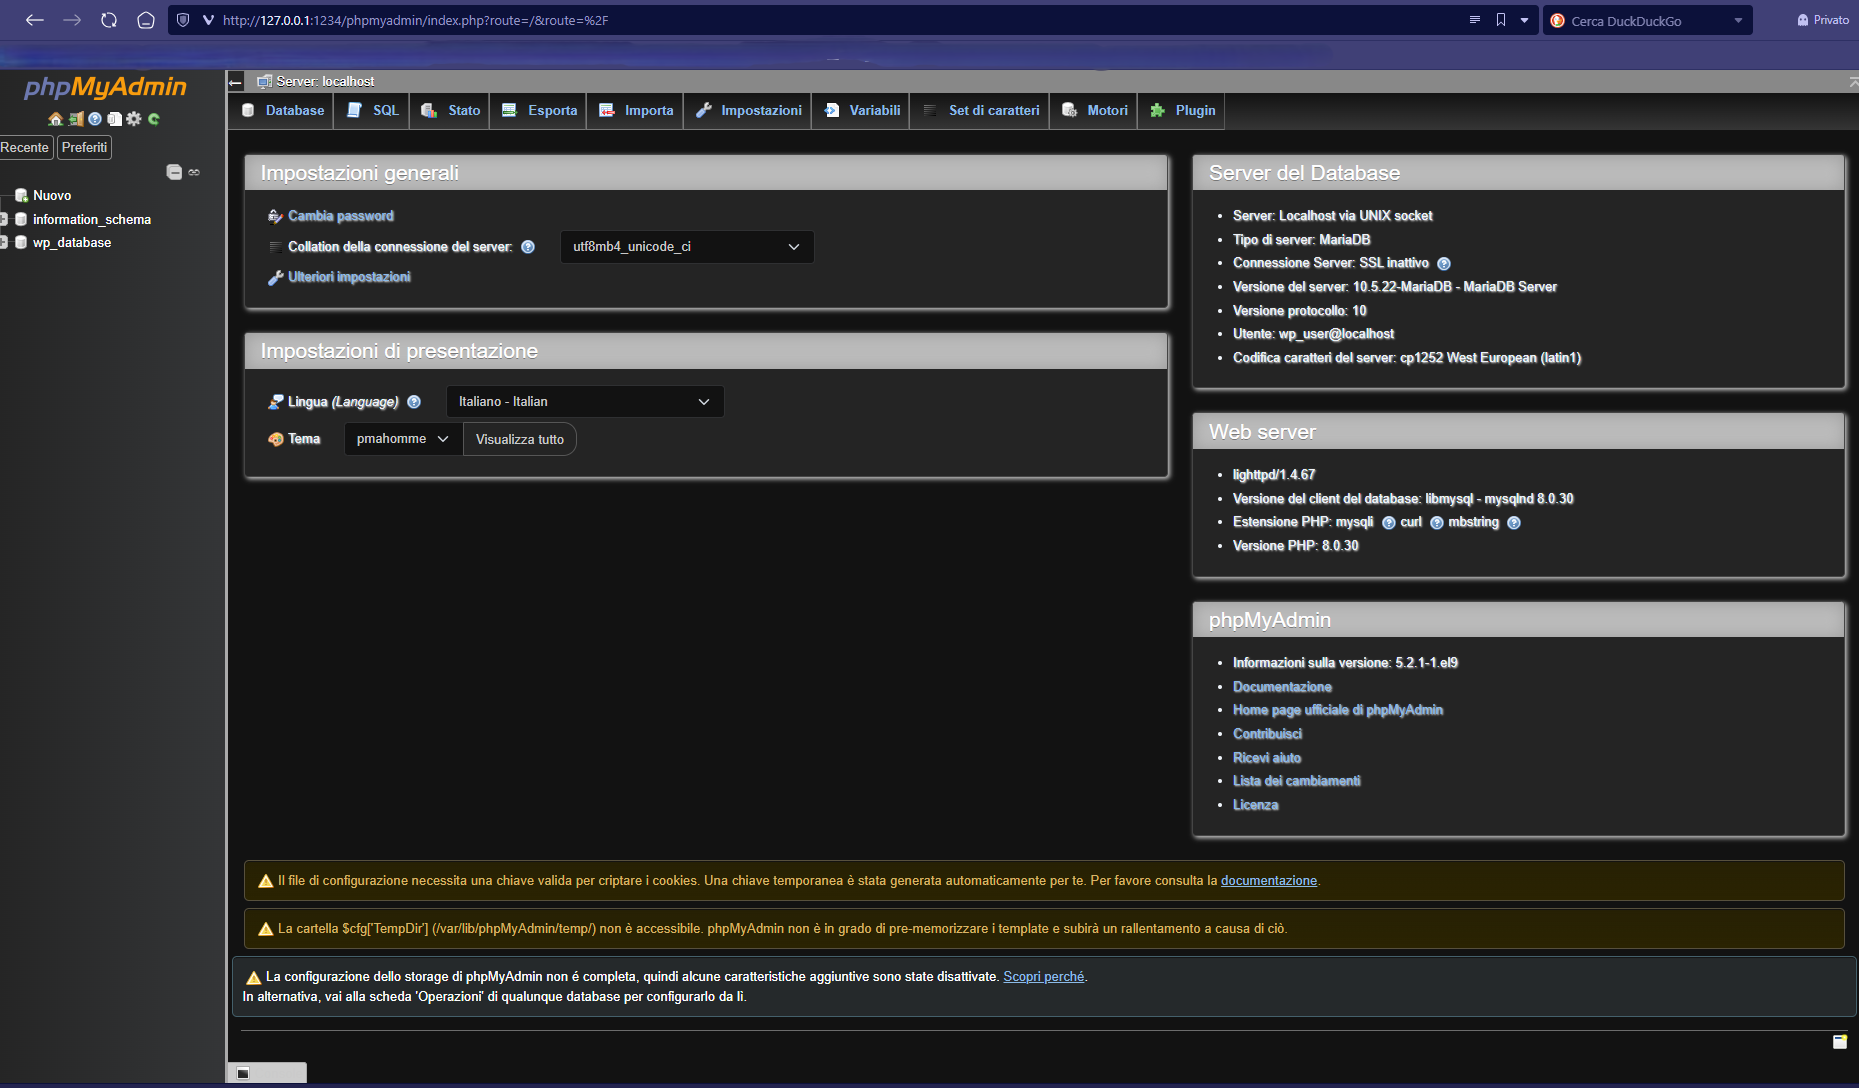 http://127.0.0.1:1234/phpmyadmin/index.php?route=/&route=%2F
Cerca DuckDuckGo
Privato
phpMyAdmin
Recente
Preferiti
Nuovo
information_schema
wp_database
Server: localhost
Database
SQL
Stato
Esporta
Importa
Impostazioni
Variabili
Set di caratteri
Motori
Plugin
Impostazioni generali
Cambia password
Collation della connessione del server:
utf8mb4_unicode_ci
Ulteriori impostazioni
Impostazioni di presentazione
Lingua (Language)
Italiano - Italian
Tema
pmahomme
Visualizza tutto
Server del Database
Server: Localhost via UNIX socket
Tipo di server: MariaDB
Connessione Server: SSL inattivo
Versione del server: 10.5.22-MariaDB - MariaDB Server
Versione protocollo: 10
Utente: wp_user@localhost
Codifica caratteri del server: cp1252 West European (latin1)
Web server
lighttpd/1.4.67
Versione del client del database: libmysql - mysqlnd 8.0.30
Estensione PHP: mysqli curl mbstring
Versione PHP: 8.0.30
phpMyAdmin
Informazioni sulla versione: 5.2.1-1.el9
Documentazione
Home page ufficiale di phpMyAdmin
Contribuisci
Ricevi aiuto
Lista dei cambiamenti
Licenza
Il file di configurazione necessita una chiave valida per criptare i cookies. Una chiave temporanea è stata generata automaticamente per te. Per favore consulta la documentazione.
La cartella $cfg['TempDir'] (/var/lib/phpMyAdmin/temp/) non è accessibile. phpMyAdmin non è in grado di pre-memorizzare i template e subirà un rallentamento a causa di ciò.
La configurazione dello storage di phpMyAdmin non é completa, quindi alcune caratteristiche aggiuntive sono state disattivate. Scopri perché.
In alternativa, vai alla scheda 'Operazioni' di qualunque database per configurarlo da lì.